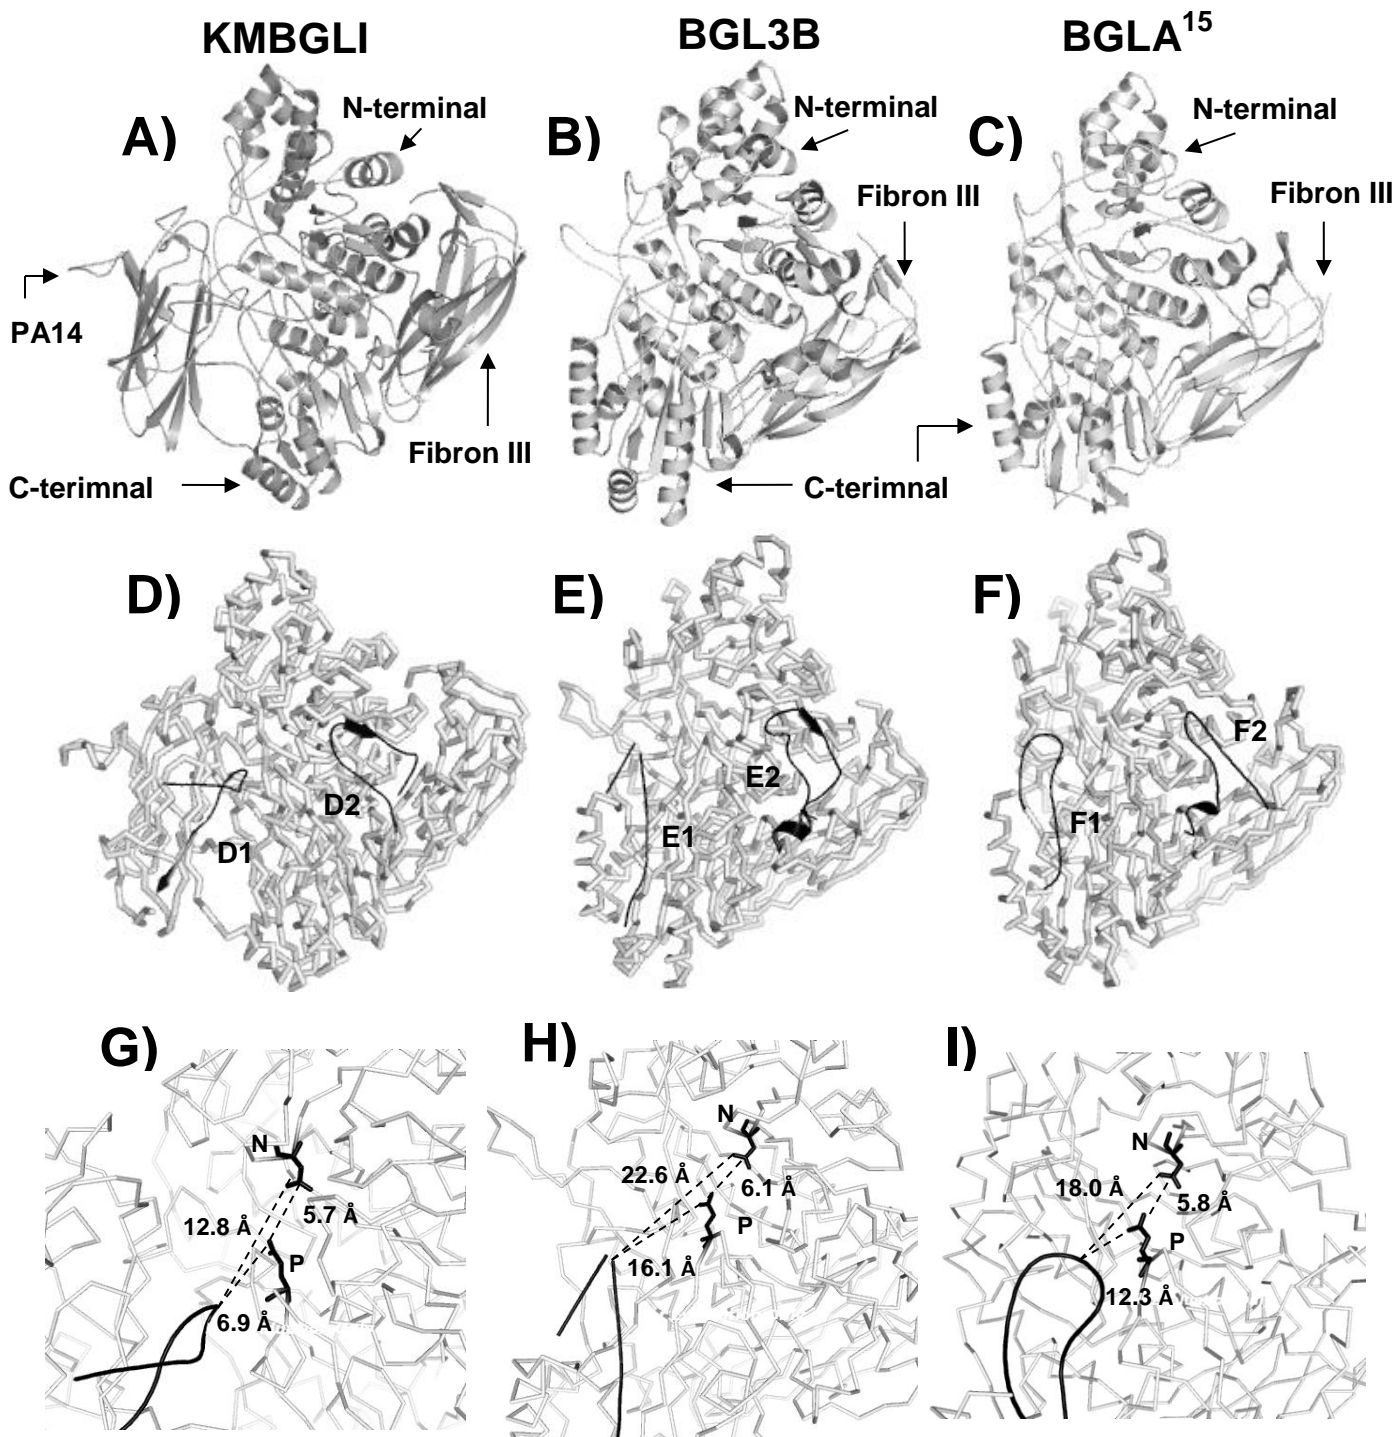 KMBGLI
BGL3B
BGLA15
A)
N-terminal
PA14
Fibron III
C-terimnal
B)
N-terminal
Fibron III
C-terimnal
C)
N-terminal
Fibron III
D)
D1
D2
E)
E1
E2
F)
F1
F2
G)
N
12.8 Å
5.7 Å
P
6.9 Å
H)
N
22.6 Å
6.1 Å
P
16.1 Å
I)
N
18.0 Å
5.8 Å
P
12.3 Å